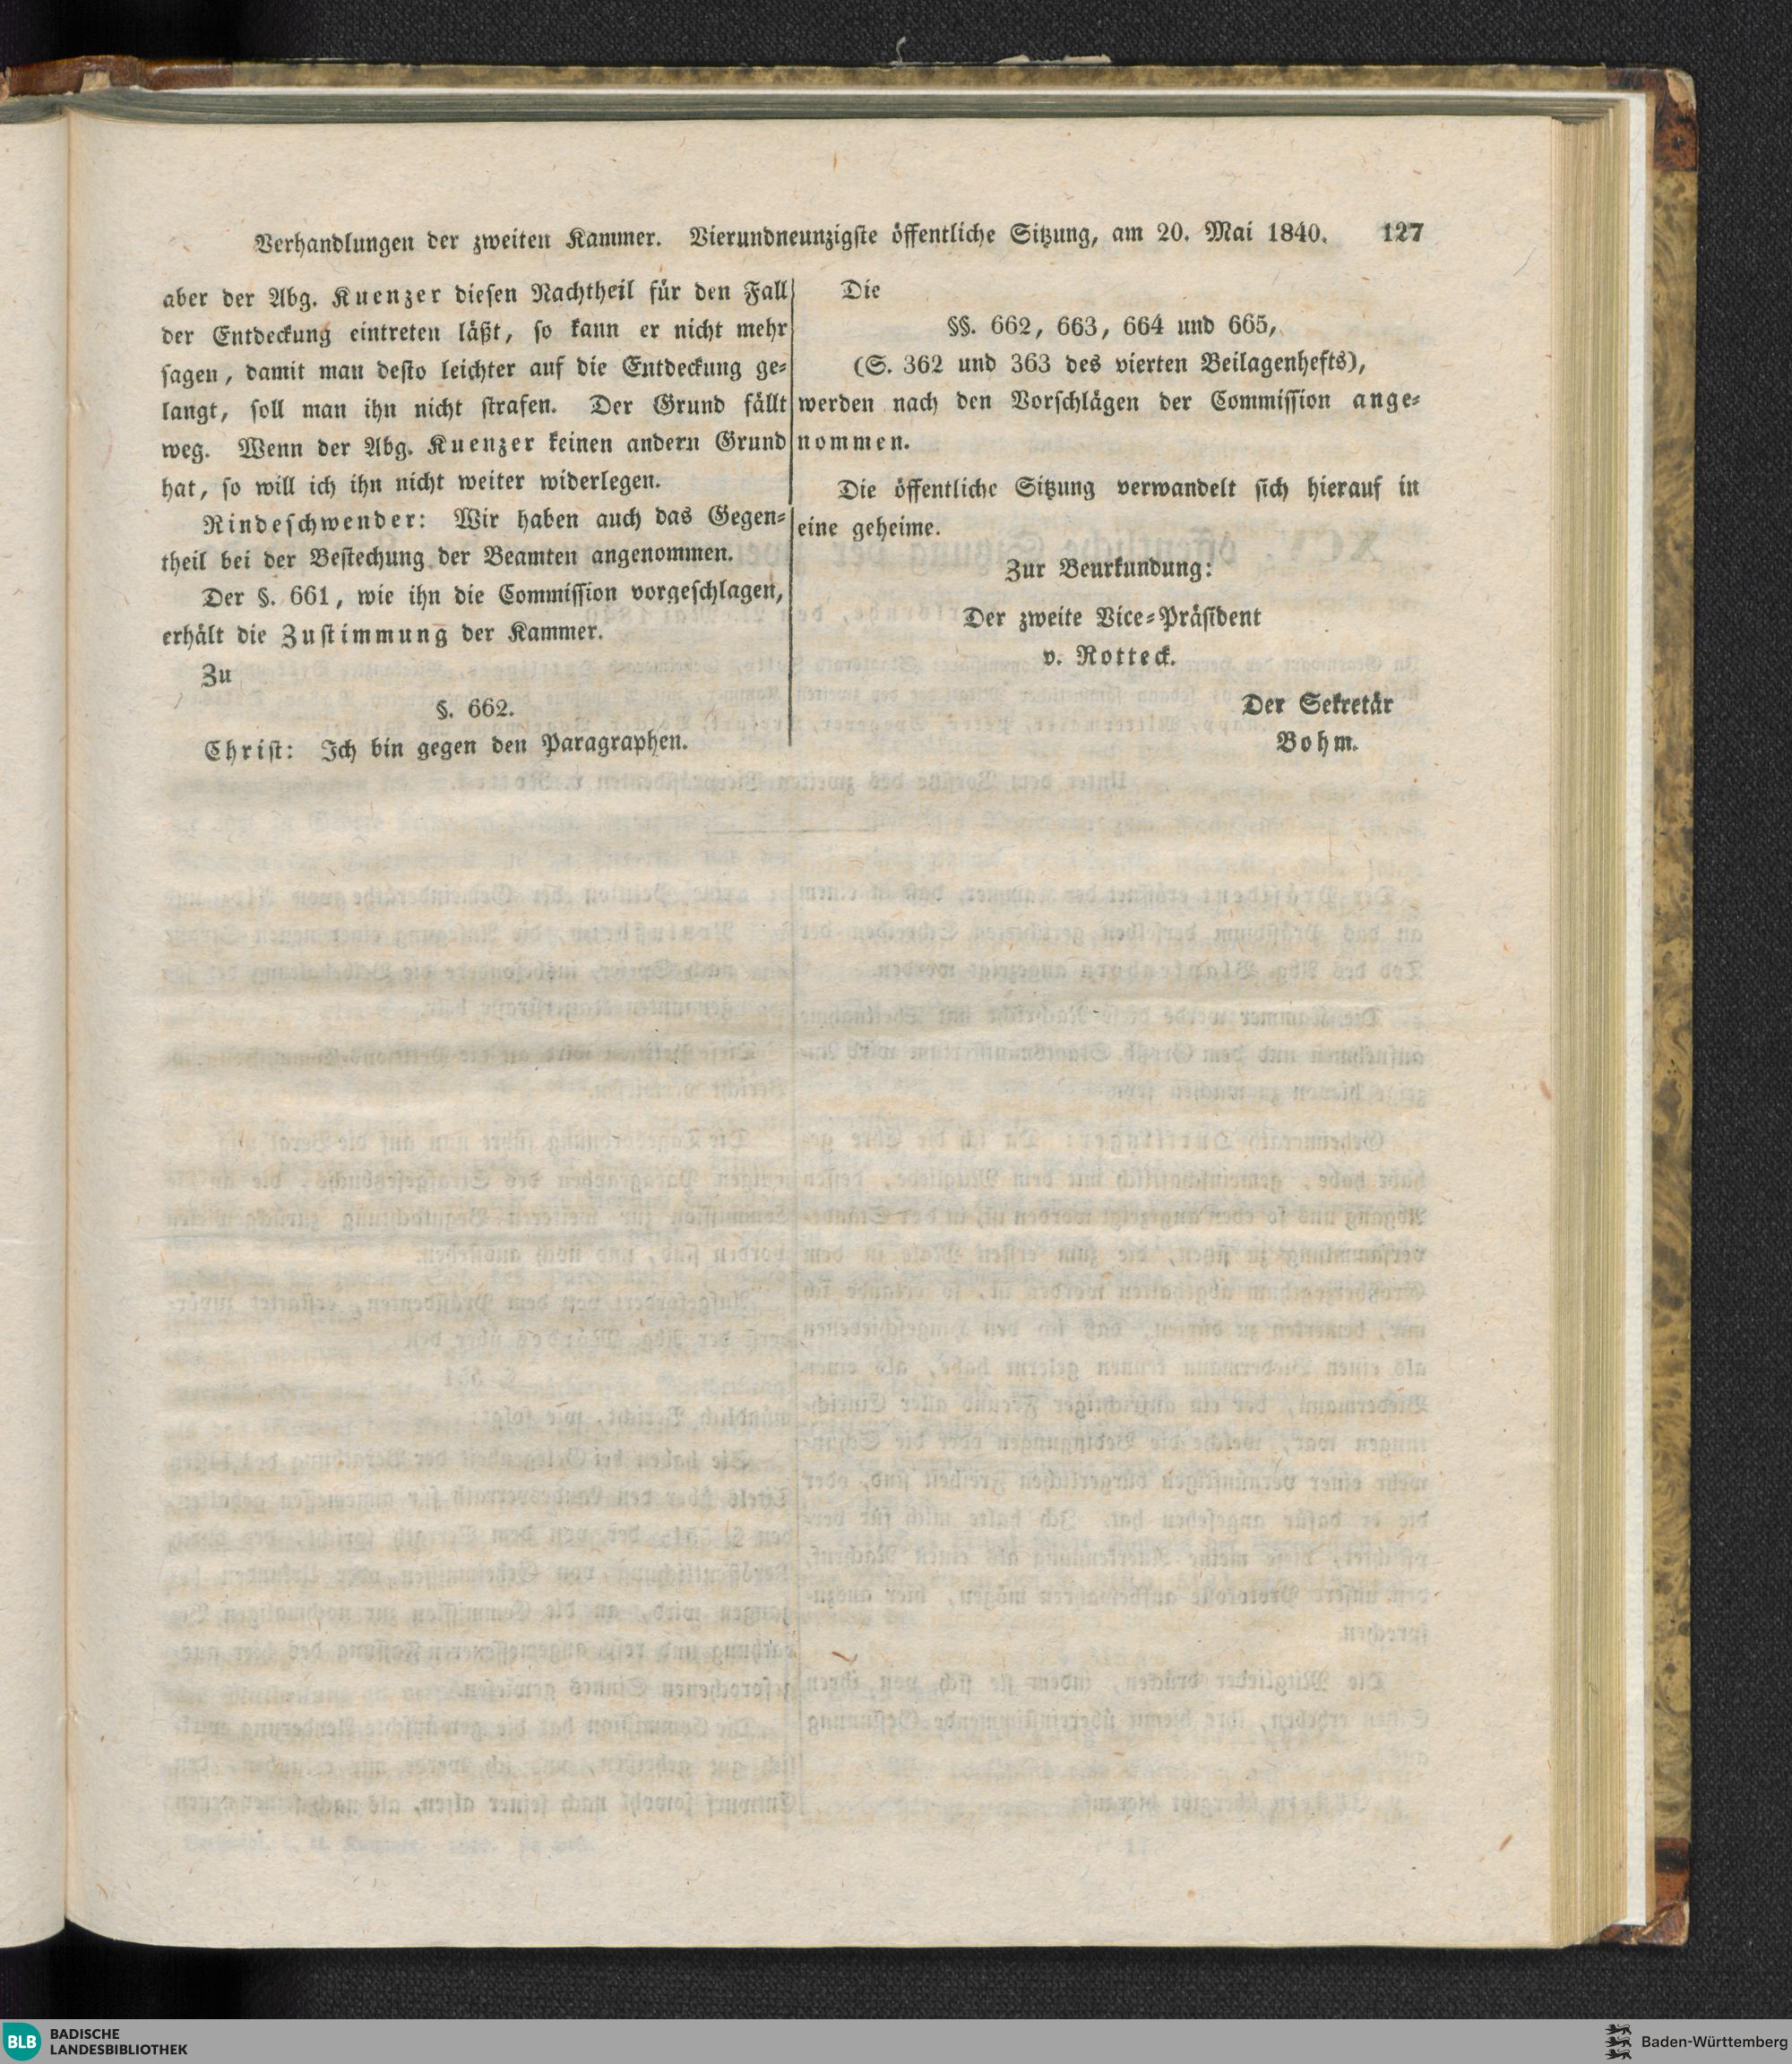 Verhandlungen der zweiten Kammer. Vierundneunzigste öffentliche Sitzung, am 20. Mai 1840. 127
aber der Abg. Kuenzer diesen Nachtheil für den Fall
der Entdeckung eintreten läßt, so kann er nicht mehr
sagen, damit man desto leichter auf die Entdeckung ge-
langt, soll man ihn nicht strafen. Der Grund fällt
weg. Wenn der Abg. Kuenzer keinen andern Grund
hat, so will ich ihn nicht weiter widerlegen.
Rindeschwender: Wir haben auch das Gegen-
theil bei der Bestechung der Beamten angenommen.
Der §. 661, wie ihn die Commission vorgeschlagen,
erhält die Zustimmung der Kammer.
Zu
§. 662.
Christ: Ich bin gegen den Paragraphen.
Die
§§. 662, 663, 664 und 665,
(S. 362 und 363 des vierten Beilagenhefts),
werden nach den Vorschlägen der Commission ange-
nommen.
Die öffentliche Sitzung verwandelt sich hierauf in
eine geheime.
Zur Beurkundung:
Der zweite Vice-Präsident
v. Rotteck.
Der Sekretär
Bohm.
BLB BADISCHE
LANDESBIBLIOTHEK
Baden-Württemberg